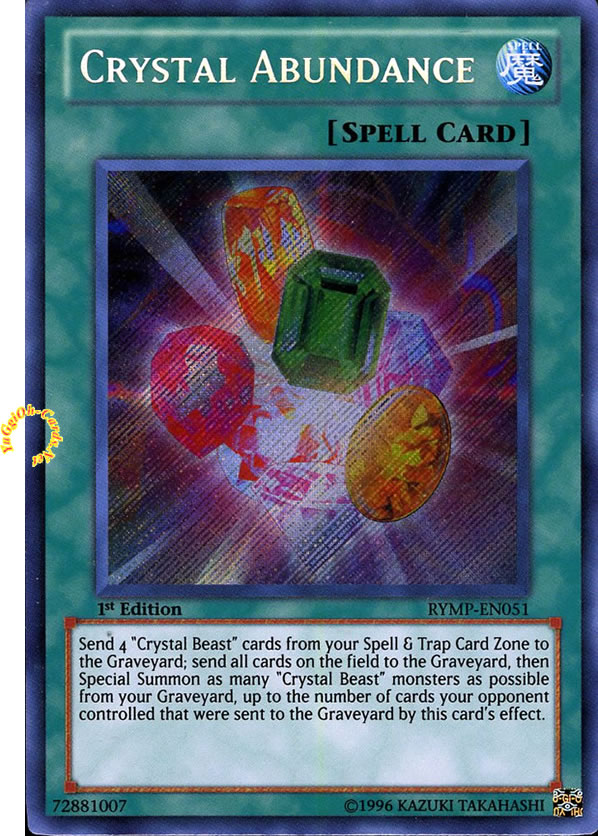 CRYSTAL ABUNDANCE
SPELL
魔
[SPELL CARD]
YuGgiOh-Cards.Net
1st Edition
RYMP-EN051
Send 4 "Crystal Beast" cards from your Spell & Trap Card Zone to
the Graveyard; send all cards on the field to the Graveyard, then
Special Summon as many "Crystal Beast" monsters as possible
from your Graveyard, up to the number of cards your opponent
controlled that were sent to the Graveyard by this card's effect.
72881007
©1996 KAZUKI TAKAHASHI